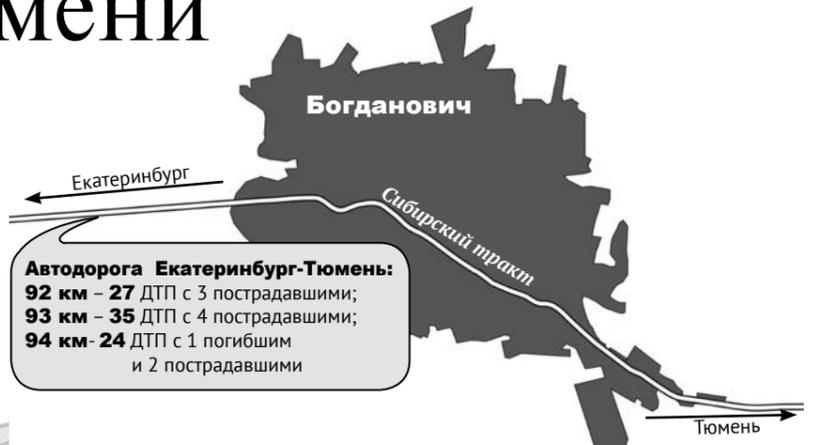 мени
Богданович
Екатеринбург
Сибирский тракт
Автодорога Екатеринбург-Тюмень:
92 км – 27 ДТП с 3 пострадавшими;
93 км – 35 ДТП с 4 пострадавшими;
94 км- 24 ДТП с 1 погибшим
и 2 пострадавшими
Тюмень